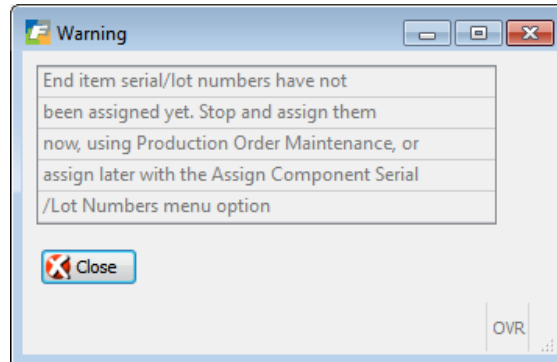 Warning
End item serial/lot numbers have not
been assigned yet. Stop and assign them
now, using Production Order Maintenance, or
assign later with the Assign Component Serial
/Lot Numbers menu option
Close
OVR